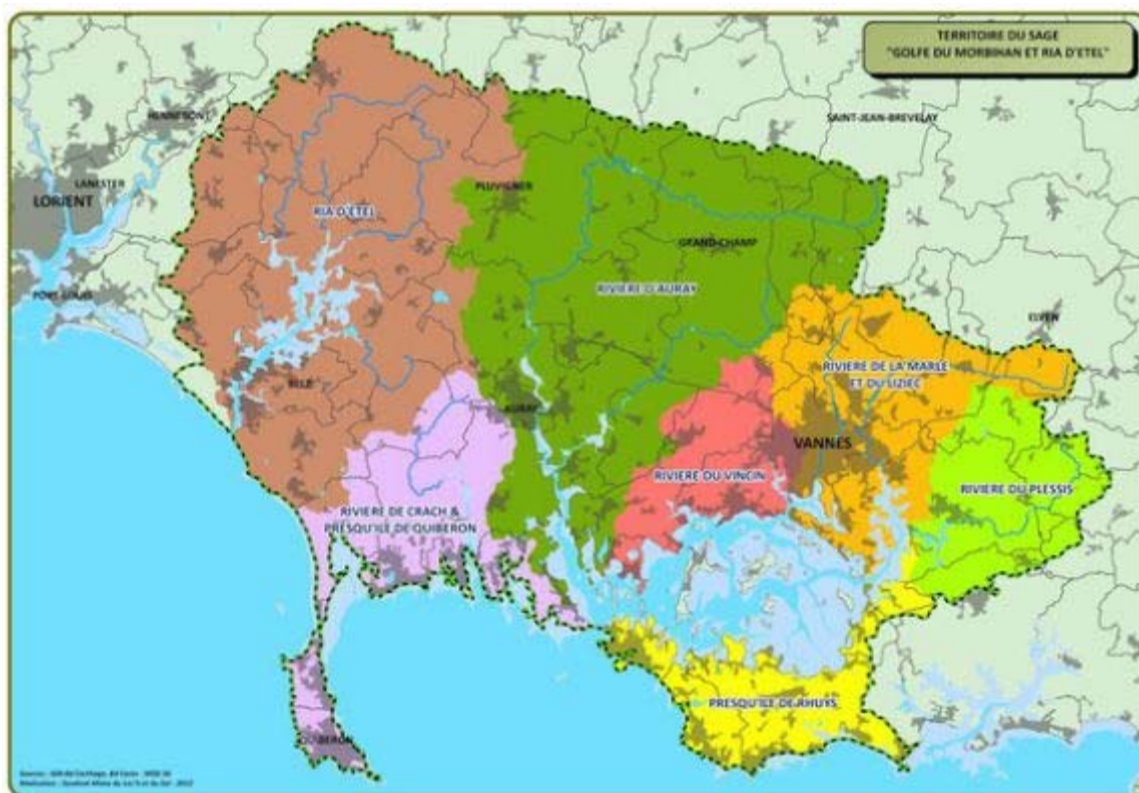 TERRITOIRE DU SAGE
"GOLFE DU MORBIHAN ET RIA D'ETEL"
HENNEBONT
SAINT-JEAN-BREVELAY
LANESTER
LORIENT
PLUVIGNER
RIA D'ETEL
GRAND-CHAMP
PORT-LOUIS
RIVIERE D'AURAY
ELVEN
RIVIERE DE LA MARLE
ET DU LIZIEC
BELZ
AURAY
VANNES
RIVIERE DU VINCIN
RIVIERE DU PLESSIS
RIVIERE DE CRACH &
PRESQU'ILE DE QUIBERON
PRESQU'ILE DE RHUYS
QUIBERON